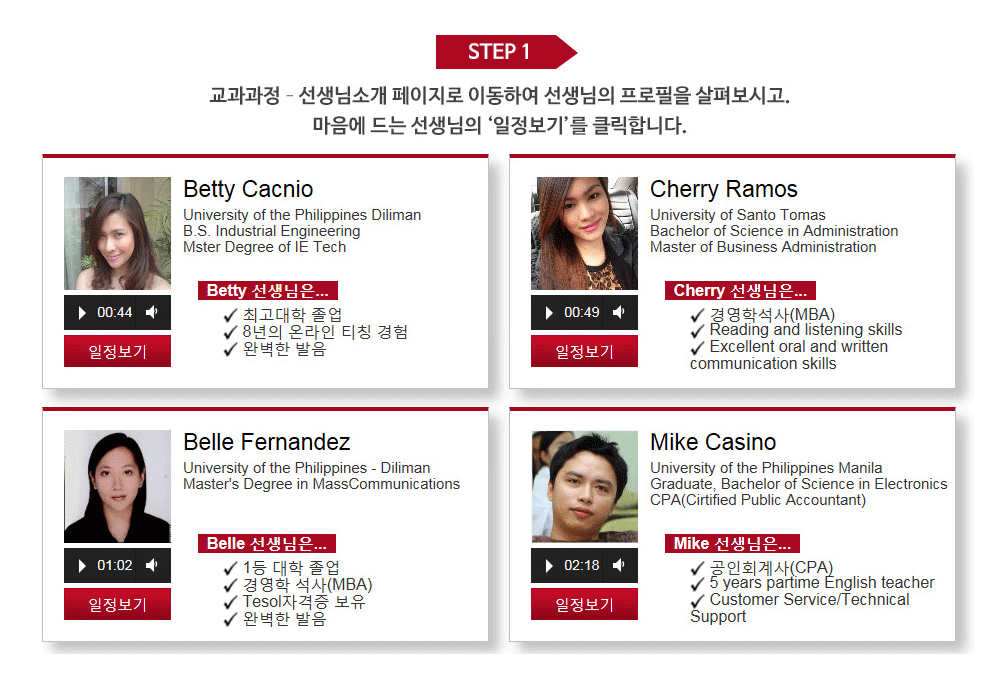 STEP 1
교과과정 - 선생님소개 페이지로 이동하여 선생님의 프로필을 살펴보시고.
마음에 드는 선생님의 ‘일정보기’를 클릭합니다.
Betty Cacnio
University of the Philippines Diliman
B.S. Industrial Engineering
Mster Degree of IE Tech
Betty 선생님은...
최고대학 졸업
8년의 온라인 티칭 경험
완벽한 발음
00:44
일정보기
Cherry Ramos
University of Santo Tomas
Bachelor of Science in Administration
Master of Business Administration
Cherry 선생님은...
경영학석사(MBA)
Reading and listening skills
Excellent oral and written
communication skills
00:49
일정보기
Belle Fernandez
University of the Philippines - Diliman
Master's Degree in MassCommunications
Belle 선생님은...
1등 대학 졸업
경영학 석사(MBA)
Tesol자격증 보유
완벽한 발음
01:02
일정보기
Mike Casino
University of the Philippines Manila
Graduate, Bachelor of Science in Electronics
CPA(Cirtified Public Accountant)
Mike 선생님은...
공인회계사(CPA)
5 years partime English teacher
Customer Service/Technical
Support
02:18
일정보기